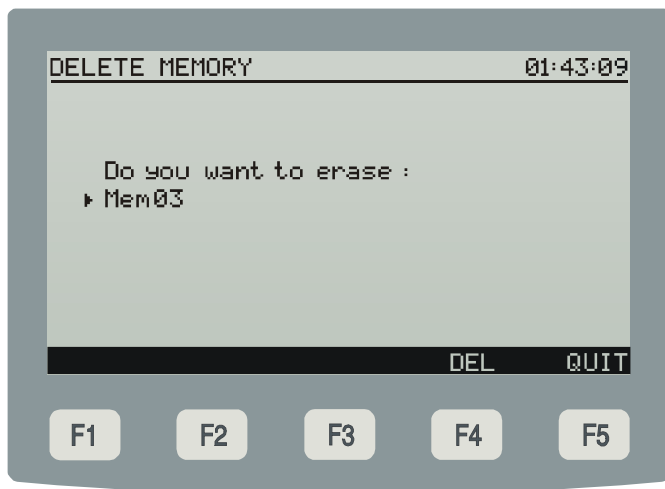 DELETE MEMORY 01:43:09
Do you want to erase :
Mem03
DEL QUIT
F1 F2 F3 F4 F5